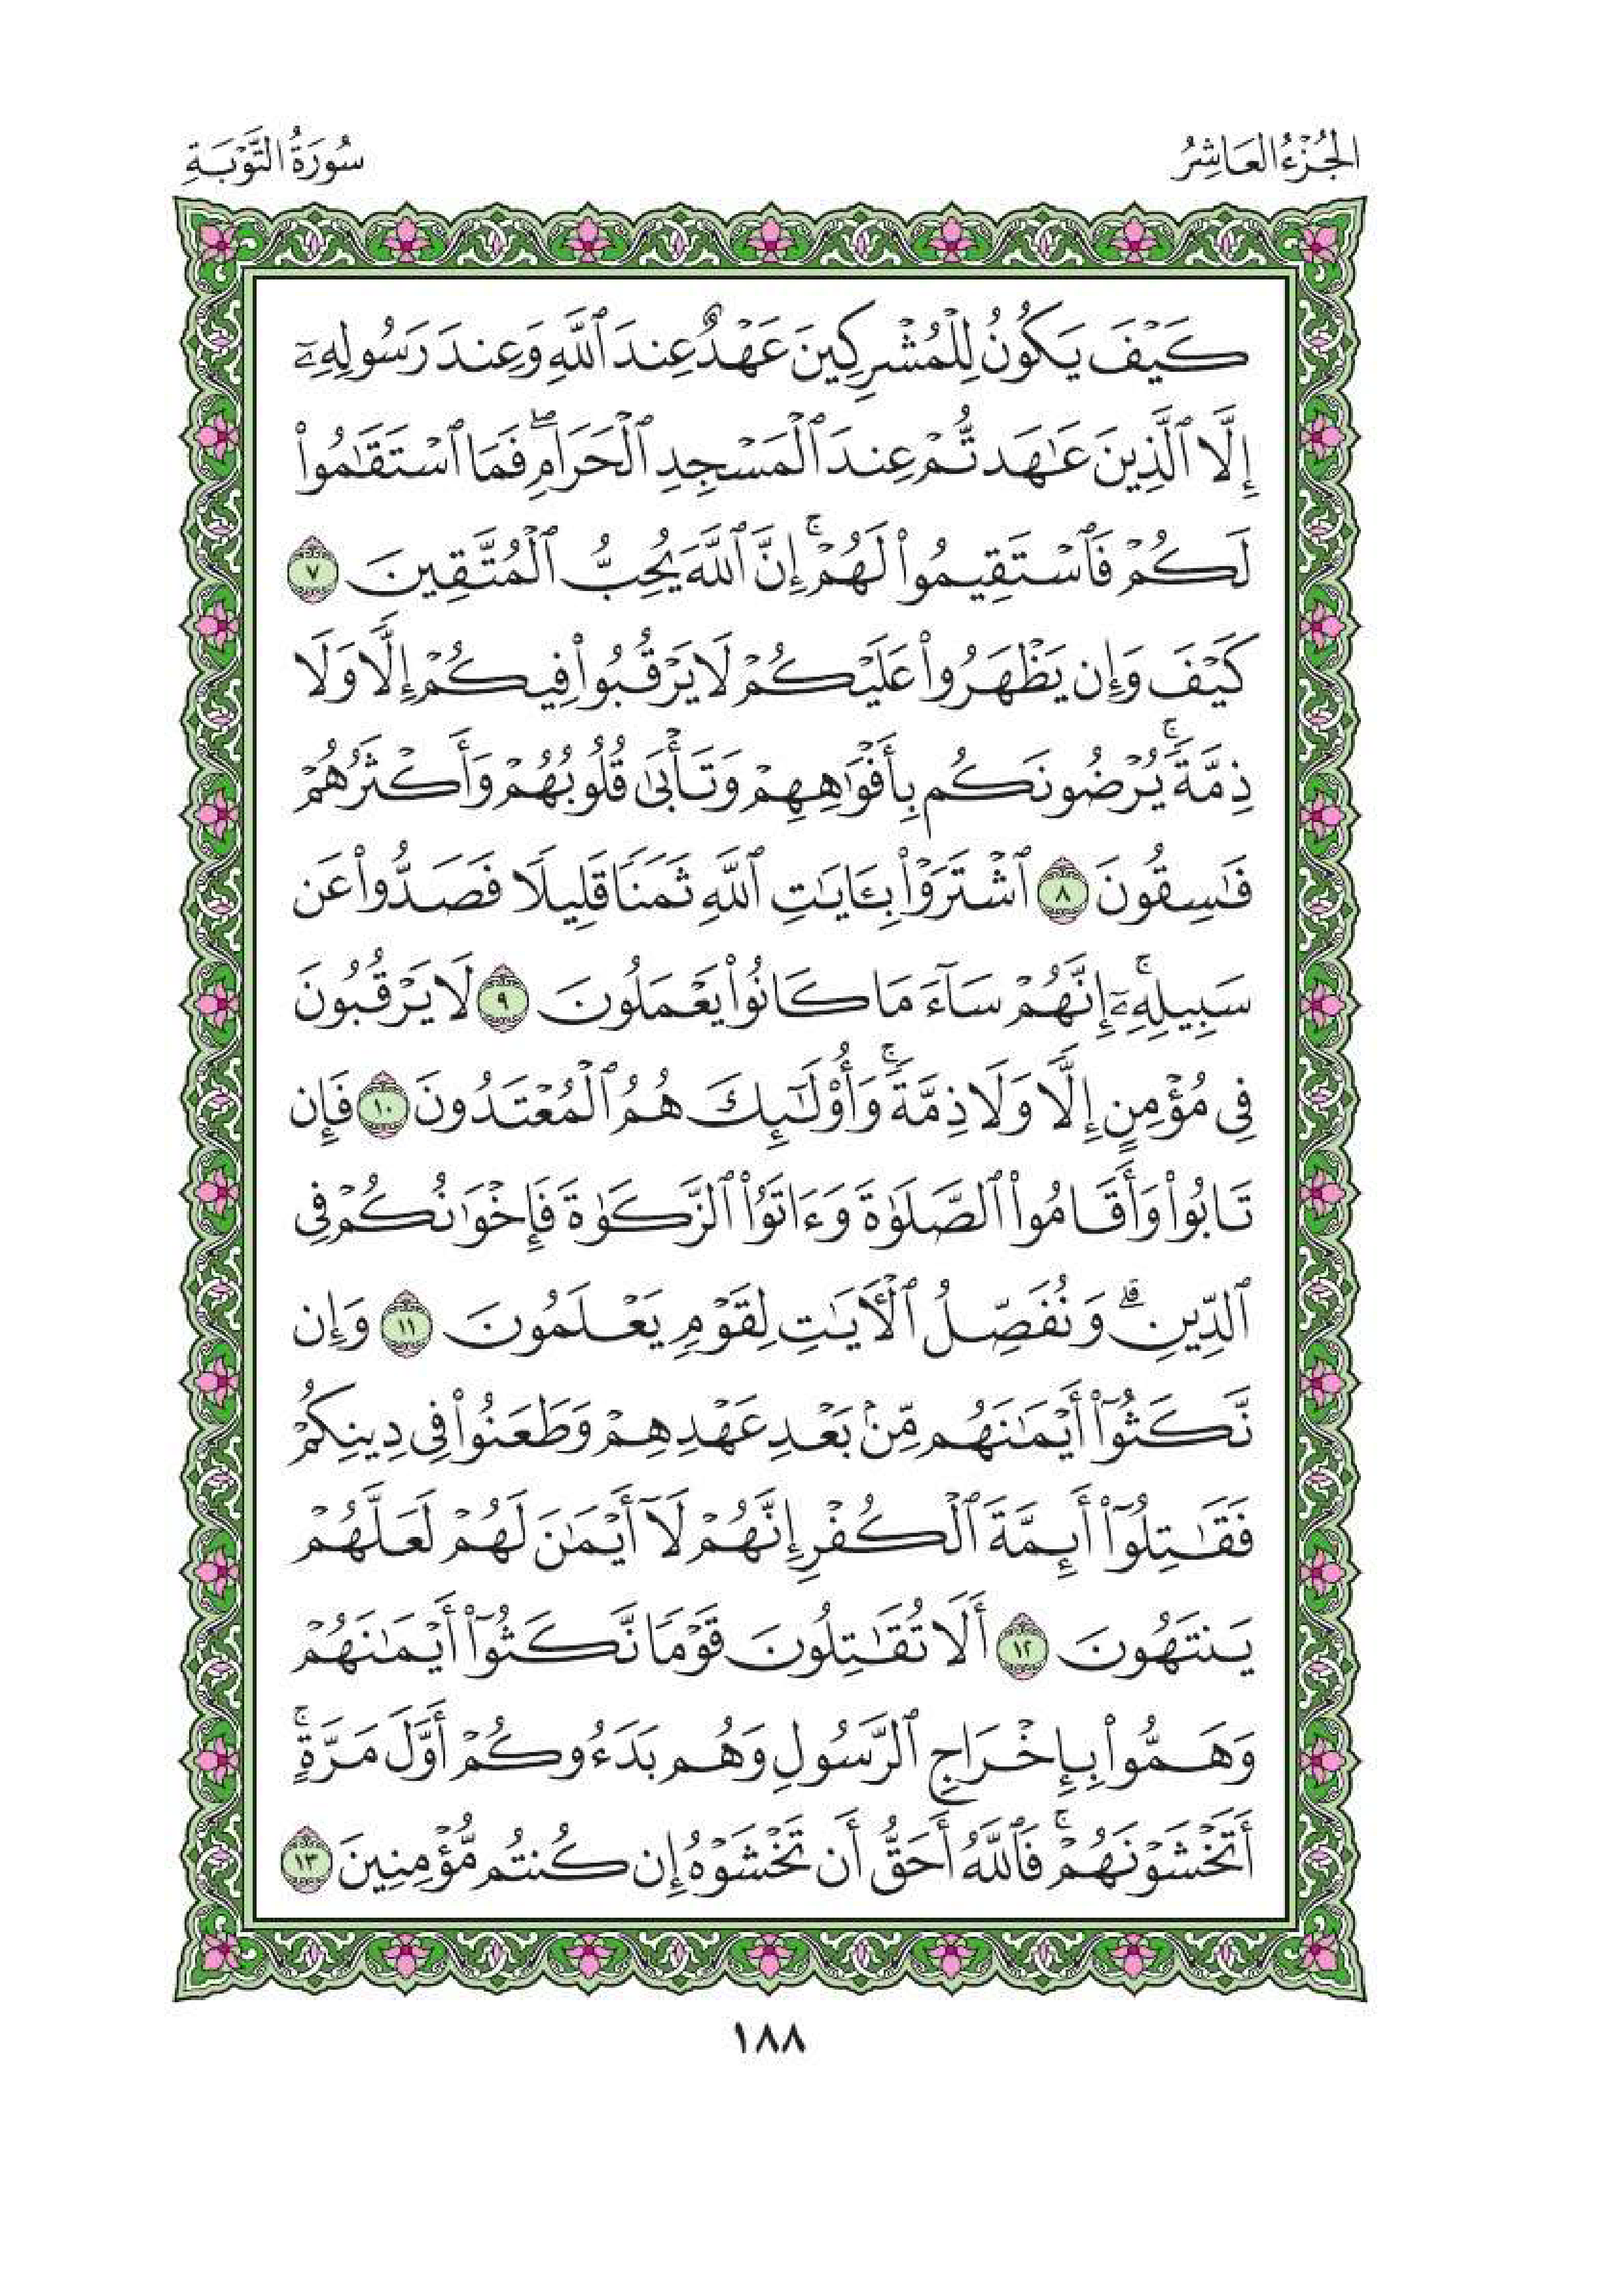 الجُزْءُ العَاشِرُ
سُورَةُ التَّوْبَةِ
كَيْفَ يَكُونُ لِلْمُشْرِكِينَ عَهْدٌ عِندَ ٱللَّهِ وَعِندَ رَسُولِهِۦٓ
إِلَّا ٱلَّذِينَ عَٰهَدتُّمْ عِندَ ٱلْمَسْجِدِ ٱلْحَرَامِۖ فَمَا ٱسْتَقَٰمُوا۟
لَكُمْ فَٱسْتَقِيمُوا۟ لَهُمْۚ إِنَّ ٱللَّهَ يُحِبُّ ٱلْمُتَّقِينَ ٧
كَيْفَ وَإِن يَظْهَرُوا۟ عَلَيْكُمْ لَا يَرْقُبُوا۟ فِيكُمْ إِلًّا وَلَا
ذِمَّةًۚ يُرْضُونَكُم بِأَفْوَٰهِهِمْ وَتَأْبَىٰ قُلُوبُهُمْ وَأَكْثَرُهُمْ
فَٰسِقُونَ ٨ ٱشْتَرَوْا۟ بِـَٔايَٰتِ ٱللَّهِ ثَمَنًا قَلِيلًا فَصَدُّوا۟ عَن
سَبِيلِهِۦٓۚ إِنَّهُمْ سَآءَ مَا كَانُوا۟ يَعْمَلُونَ ٩ لَا يَرْقُبُونَ
فِى مُؤْمِنٍ إِلًّا وَلَا ذِمَّةًۚ وَأُو۟لَٰٓئِكَ هُمُ ٱلْمُعْتَدُونَ ١٠ فَإِن
تَابُوا۟ وَأَقَامُوا۟ ٱلصَّلَوٰةَ وَءَاتَوُا۟ ٱلزَّكَوٰةَ فَإِخْوَٰنُكُمْ فِى
ٱلدِّينِۗ وَنُفَصِّلُ ٱلْـَٔايَٰتِ لِقَوْمٍ يَعْلَمُونَ ١١ وَإِن
نَّكَثُوٓا۟ أَيْمَٰنَهُم مِّنۢ بَعْدِ عَهْدِهِمْ وَطَعَنُوا۟ فِى دِينِكُمْ
فَقَٰتِلُوٓا۟ أَئِمَّةَ ٱلْكُفْرِ إِنَّهُمْ لَآ أَيْمَٰنَ لَهُمْ لَعَلَّهُمْ
يَنتَهُونَ ١٢ أَلَا تُقَٰتِلُونَ قَوْمًا نَّكَثُوٓا۟ أَيْمَٰنَهُمْ
وَهَمُّوا۟ بِإِخْرَاجِ ٱلرَّسُولِ وَهُم بَدَءُوكُمْ أَوَّلَ مَرَّةٍۚ
أَتَخْشَوْنَهُمْۚ فَٱللَّهُ أَحَقُّ أَن تَخْشَوْهُ إِن كُنتُم مُّؤْمِنِينَ ١٣
١٨٨